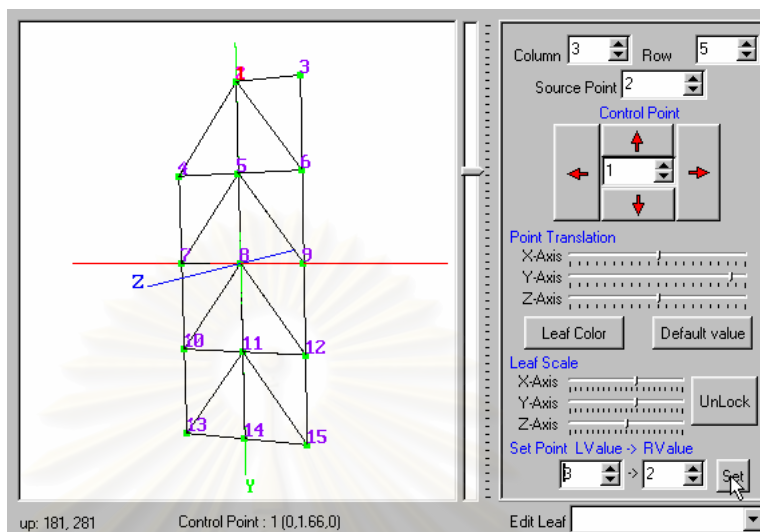 Column 3 Row 5
Source Point 2
Control Point
1
Point Translation
X-Axis
Y-Axis
Z-Axis
Leaf Color Default value
Leaf Scale
X-Axis
Y-Axis
Z-Axis
UnLock
Set Point LValue -> RValue
3 -> 2 Set
Edit Leaf
3
4 5 6
7 8 9
Z
10 11 12
13 14 15
Y
up: 181, 281 Control Point : 1 (0,1.66,0)